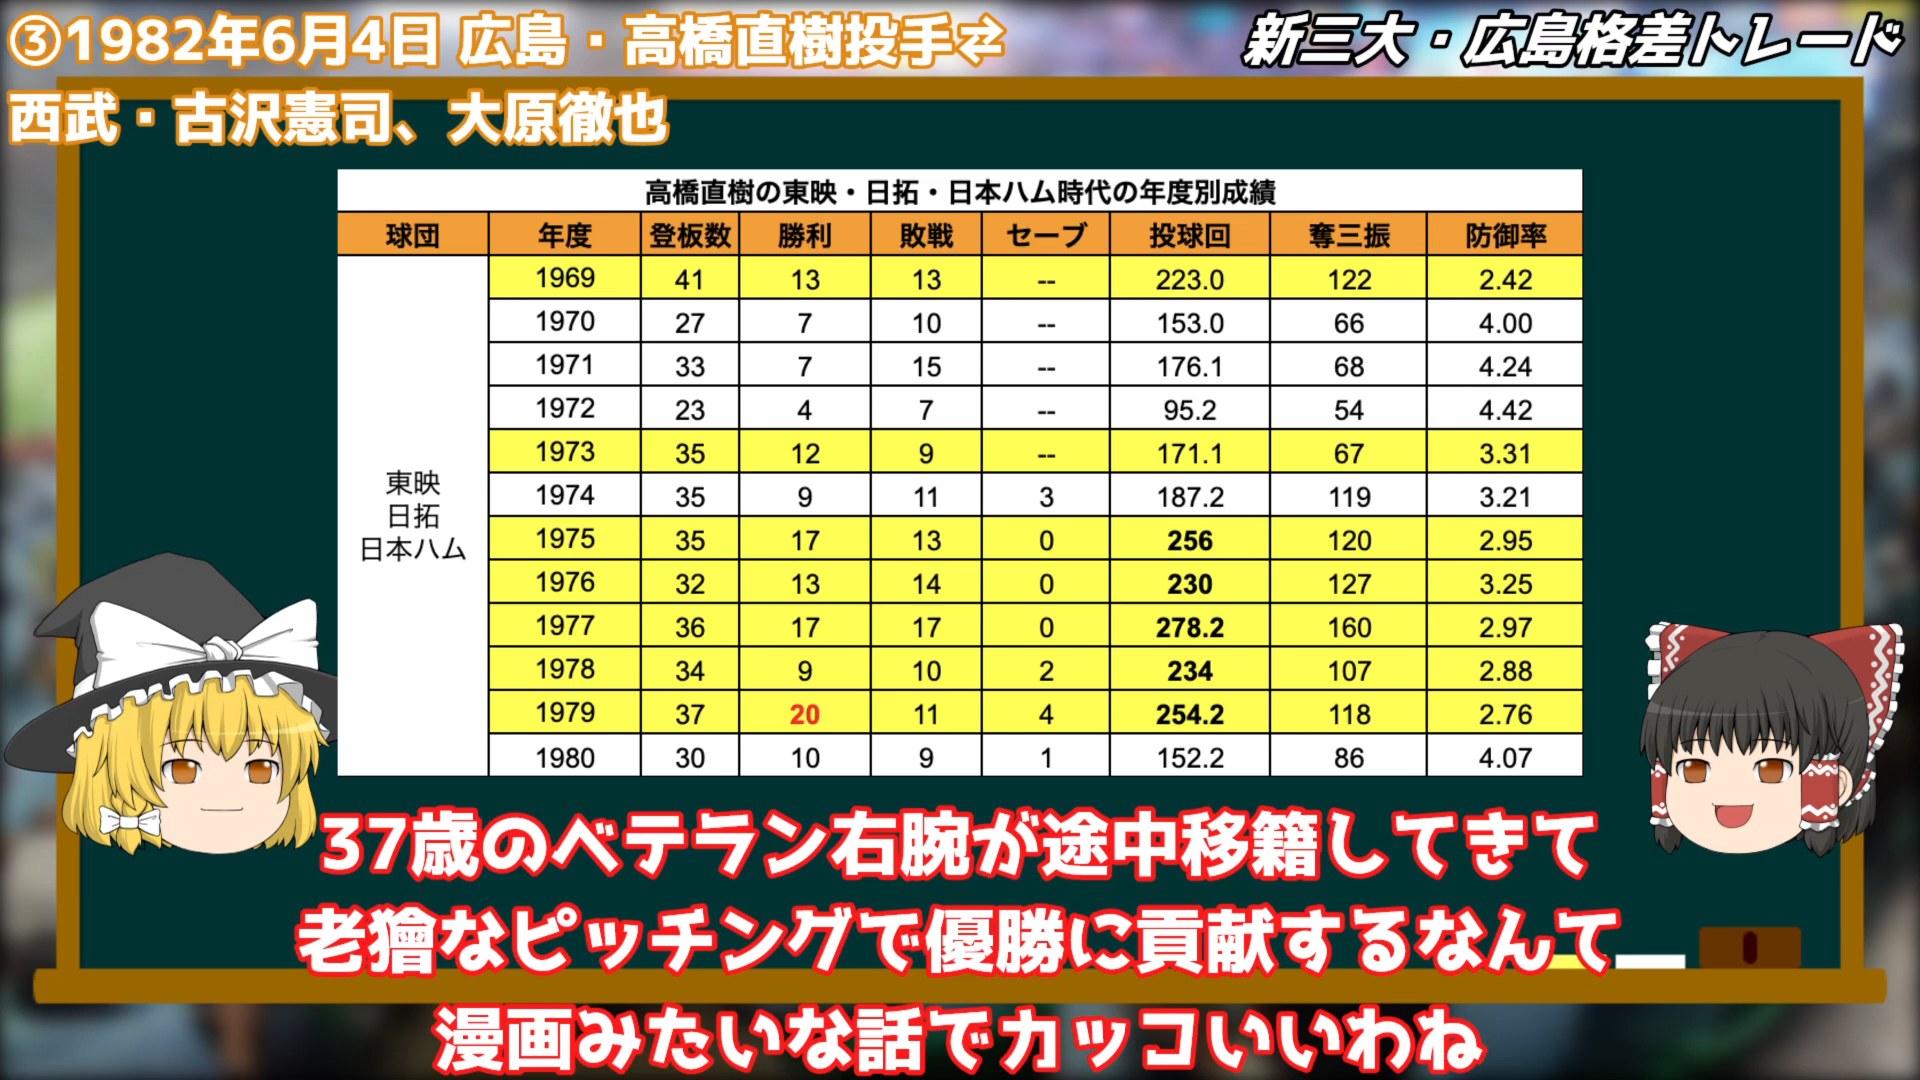 ③1982年6月4日 広島・高橋直樹投手⇄
西武・古沢憲司、大原徹也
新三大・広島格差トレード
高橋直樹の東映・日拓・日本ハム時代の年度別成績
球団 年度 登板数 勝利 敗戦 セーブ 投球回 奪三振 防御率
東映
日拓
日本ハム
1969 41 13 13 -- 223.0 122 2.42
1970 27 7 10 -- 153.0 66 4.00
1971 33 7 15 -- 176.1 68 4.24
1972 23 4 7 -- 95.2 54 4.42
1973 35 12 9 -- 171.1 67 3.31
1974 35 9 11 3 187.2 119 3.21
1975 35 17 13 0 256 120 2.95
1976 32 13 14 0 230 127 3.25
1977 36 17 17 0 278.2 160 2.97
1978 34 9 10 2 234 107 2.88
1979 37 20 11 4 254.2 118 2.76
1980 30 10 9 1 152.2 86 4.07
37歳のベテラン右腕が途中移籍してきて
老獪なピッチングで優勝に貢献するなんて
漫画みたいな話でカッコいいわね